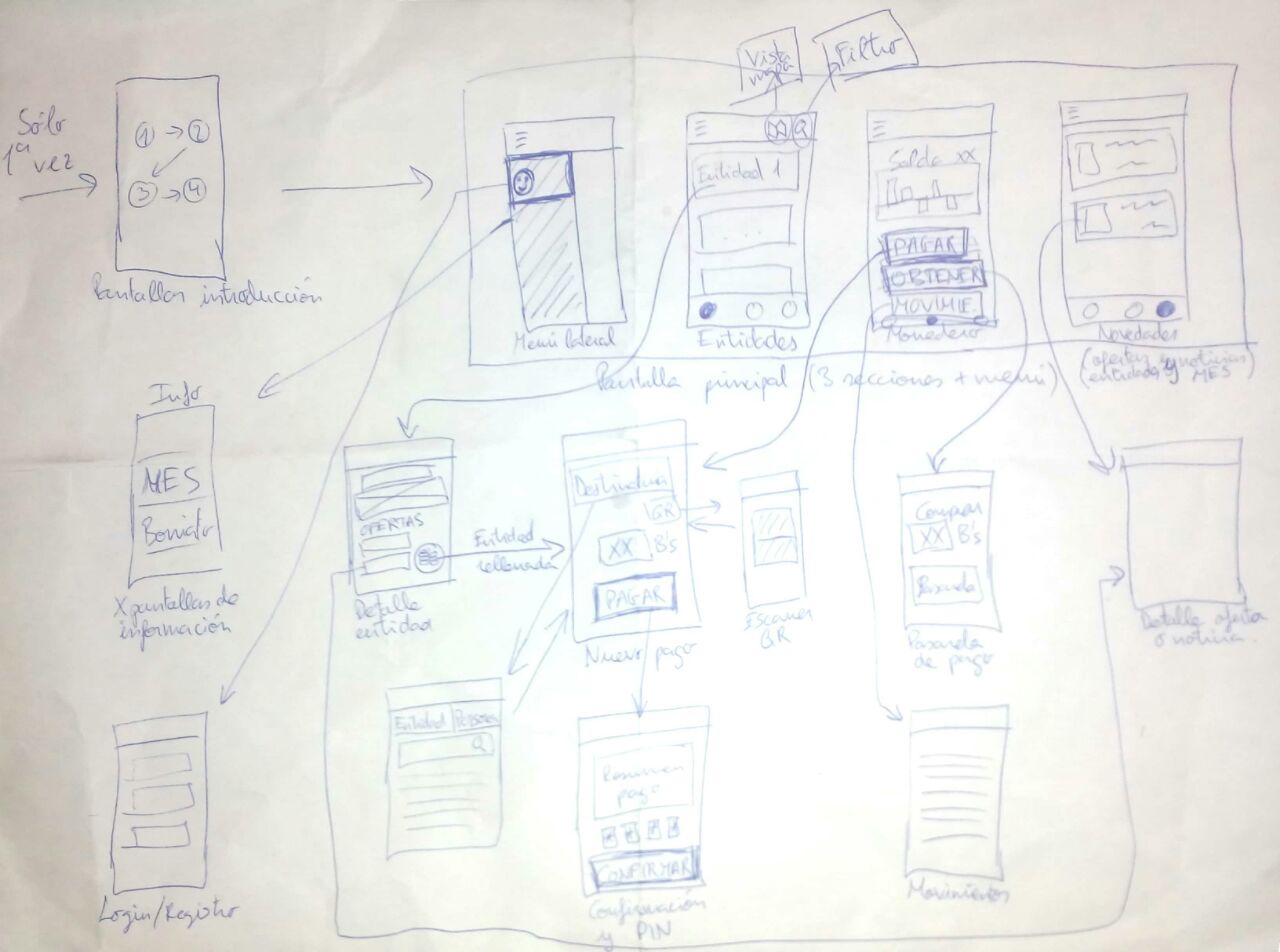 Vista
mapa
Filtro
Sólo
1ª vez
1 → 2
3 → 4
Pantallas introducción
Entidad 1
...
Saldo XX
PAGAR
OBTENER
MOVIMIE.
Menú lateral
Entidades
Monedero
Novedades
(ofertas y noticias
entidades y MES
Pantalla principal (3 secciones + menú)
Info
MES
Boniato
X pantallas de
información
OFERTAS
Detalle
entidad
Entidad
rellenada
Destinatario
QR
XX B's
PAGAR
Nuevo pago
Escaner
QR
Comprar
XX B's
Pasarela
Pasarela
de pago
Detalle oferta
o noticia.
Login/Registro
Entidad Persona
Resumen
pago
CONFIRMAR
Confirmación
y PIN
Movimientos